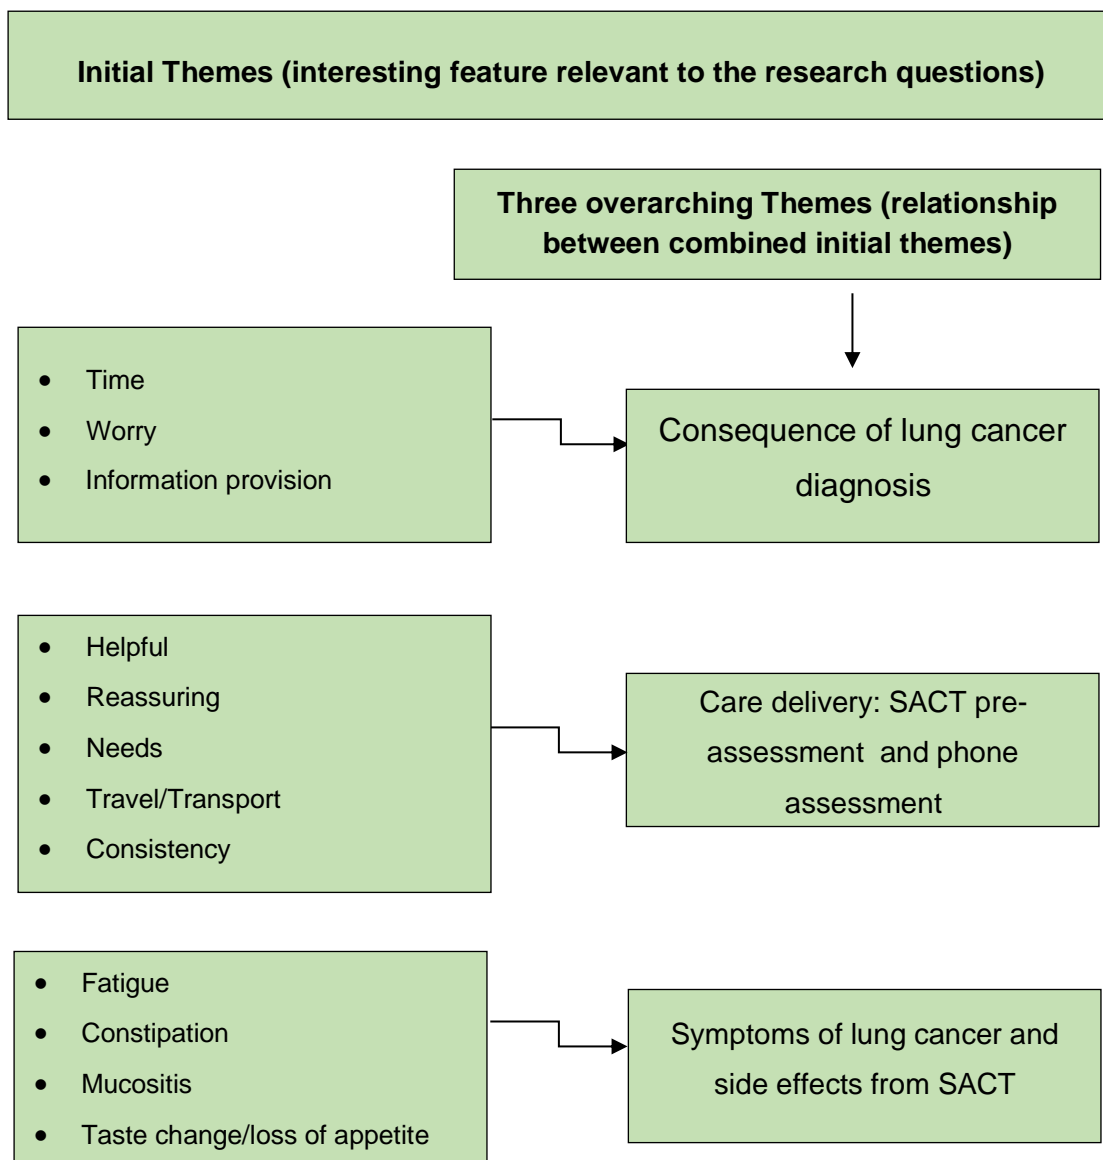 Initial Themes (interesting feature relevant to the research questions)
Three overarching Themes (relationship
between combined initial themes)
• Time
• Worry
• Information provision
Consequence of lung cancer
diagnosis
• Helpful
• Reassuring
• Needs
• Travel/Transport
• Consistency
Care delivery: SACT pre-
assessment and phone
assessment
• Fatigue
• Constipation
• Mucositis
• Taste change/loss of appetite
Symptoms of lung cancer and
side effects from SACT